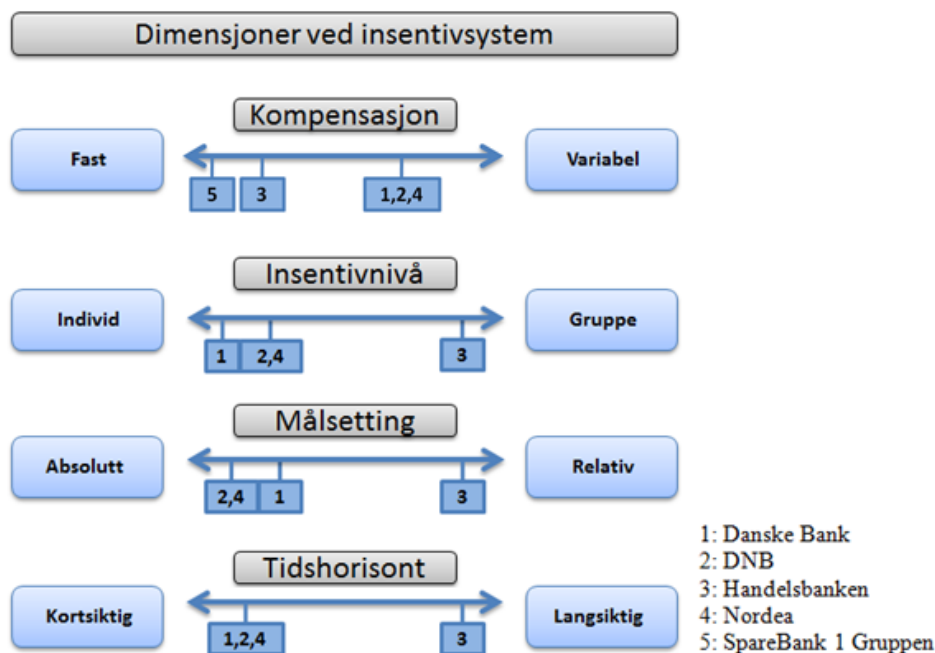 Dimensjoner ved insentivsystem
Kompensasjon
Fast
Variabel
5
3
1,2,4
Insentivnivå
Individ
Gruppe
1
2,4
3
Målsetting
Absolutt
Relativ
2,4
1
3
Tidshorisont
Kortsiktig
Langsiktig
1,2,4
3
1: Danske Bank
2: DNB
3: Handelsbanken
4: Nordea
5: SpareBank 1 Gruppen